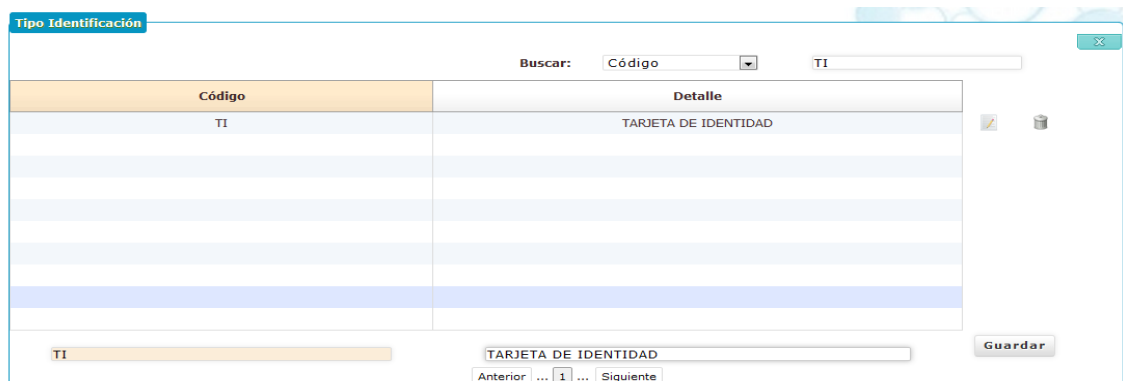 Tipo Identificación
x
Buscar: Código TI
Código Detalle
TI TARJETA DE IDENTIDAD
TI TARJETA DE IDENTIDAD Guardar
Anterior ... 1 ... Siguiente